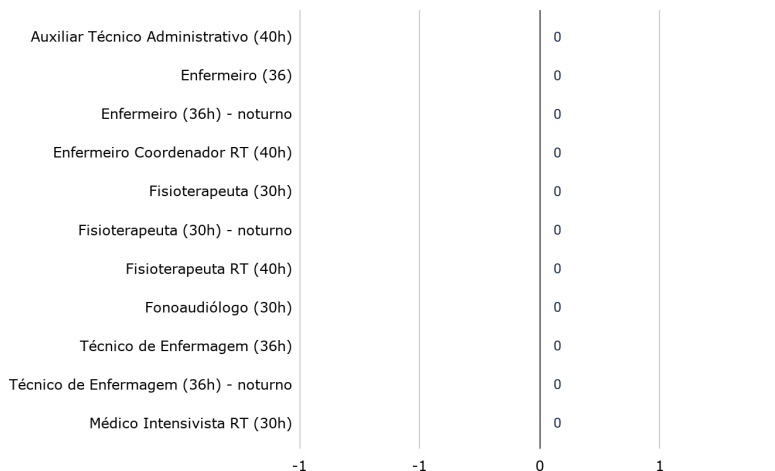 Auxiliar Técnico Administrativo (40h) 0
Enfermeiro (36) 0
Enfermeiro (36h) - noturno 0
Enfermeiro Coordenador RT (40h) 0
Fisioterapeuta (30h) 0
Fisioterapeuta (30h) - noturno 0
Fisioterapeuta RT (40h) 0
Fonoaudiólogo (30h) 0
Técnico de Enfermagem (36h) 0
Técnico de Enfermagem (36h) - noturno 0
Médico Intensivista RT (30h) 0
-1 -1 0 1